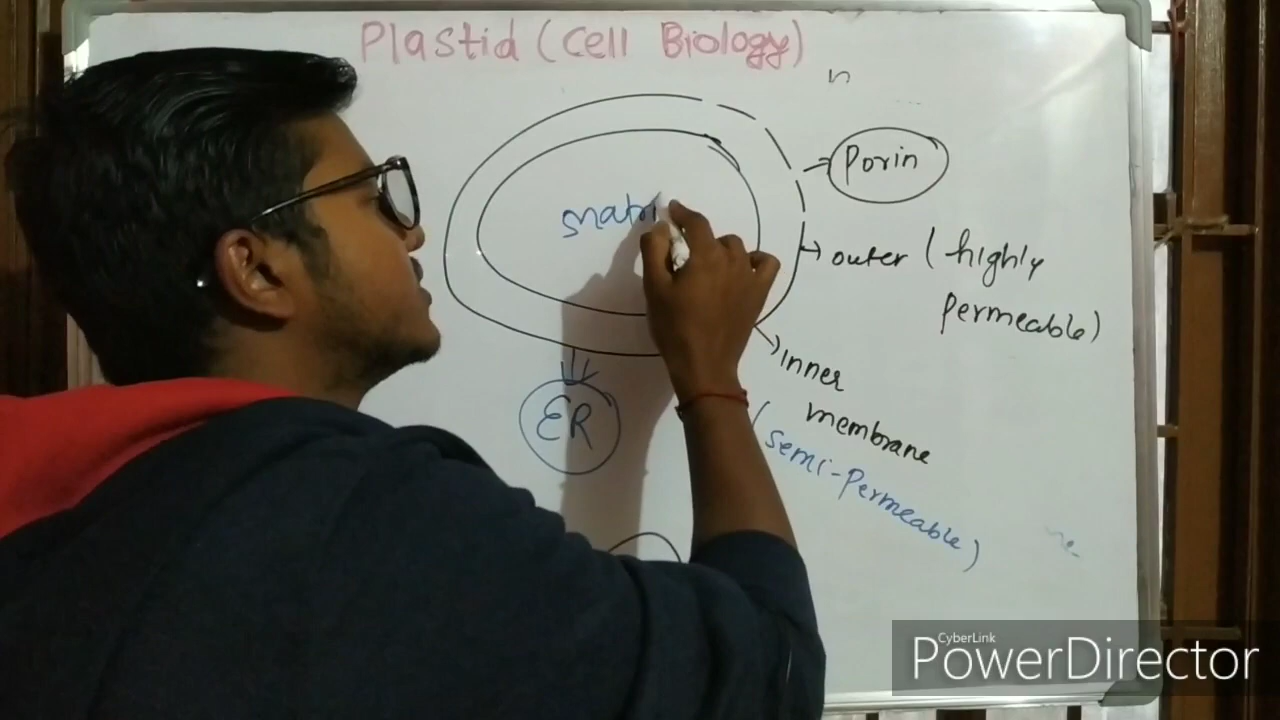 Plastid (Cell Biology)
n
Porin
matri
outer (highly
permeable)
inner
membrane
(semi-permeable)
ER
CyberLink
PowerDirector